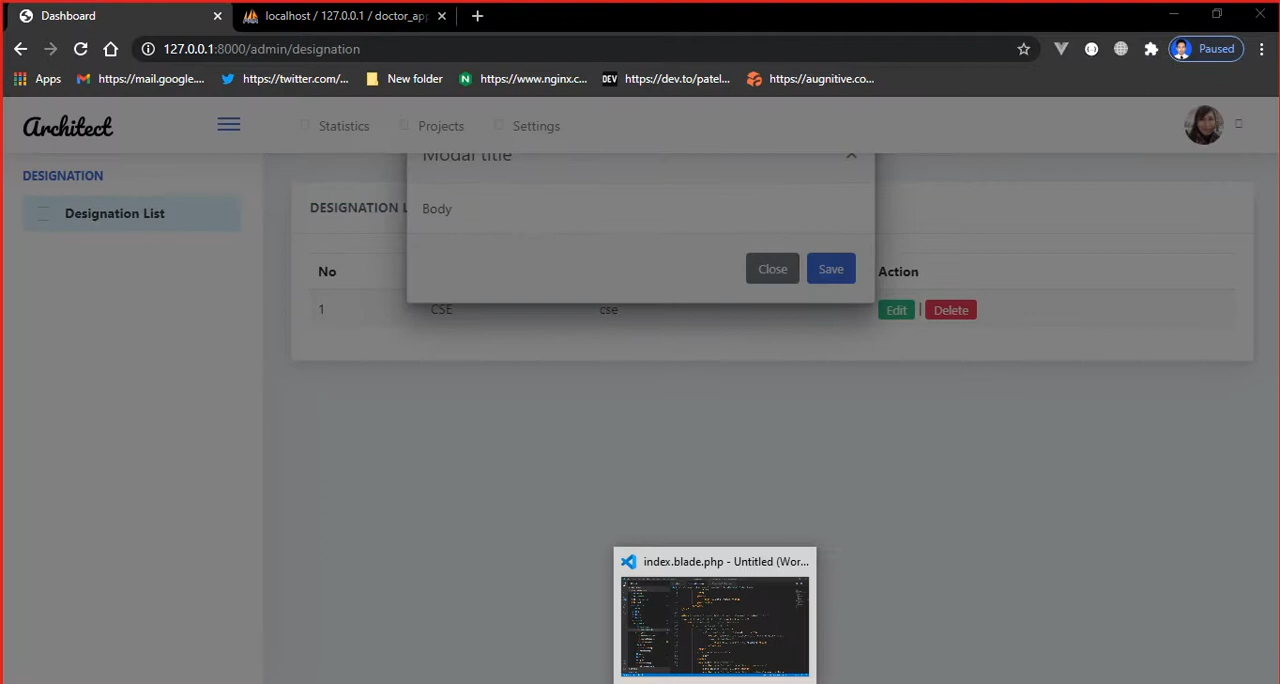 Dashboard
localhost / 127.0.0.1 / doctor_app
127.0.0.1:8000/admin/designation
Paused
Apps
https://mail.google....
https://twitter.com/...
New folder
N
https://www.nginx.c...
DEV
https://dev.to/patel...
https://augnitive.co...
Architect
Statistics
Projects
Settings
Modal title
DESIGNATION
Designation List
DESIGNATION L
Body
Close
Save
No
Action
1
CSE
cse
Edit | Delete
index.blade.php - Untitled (Wor...